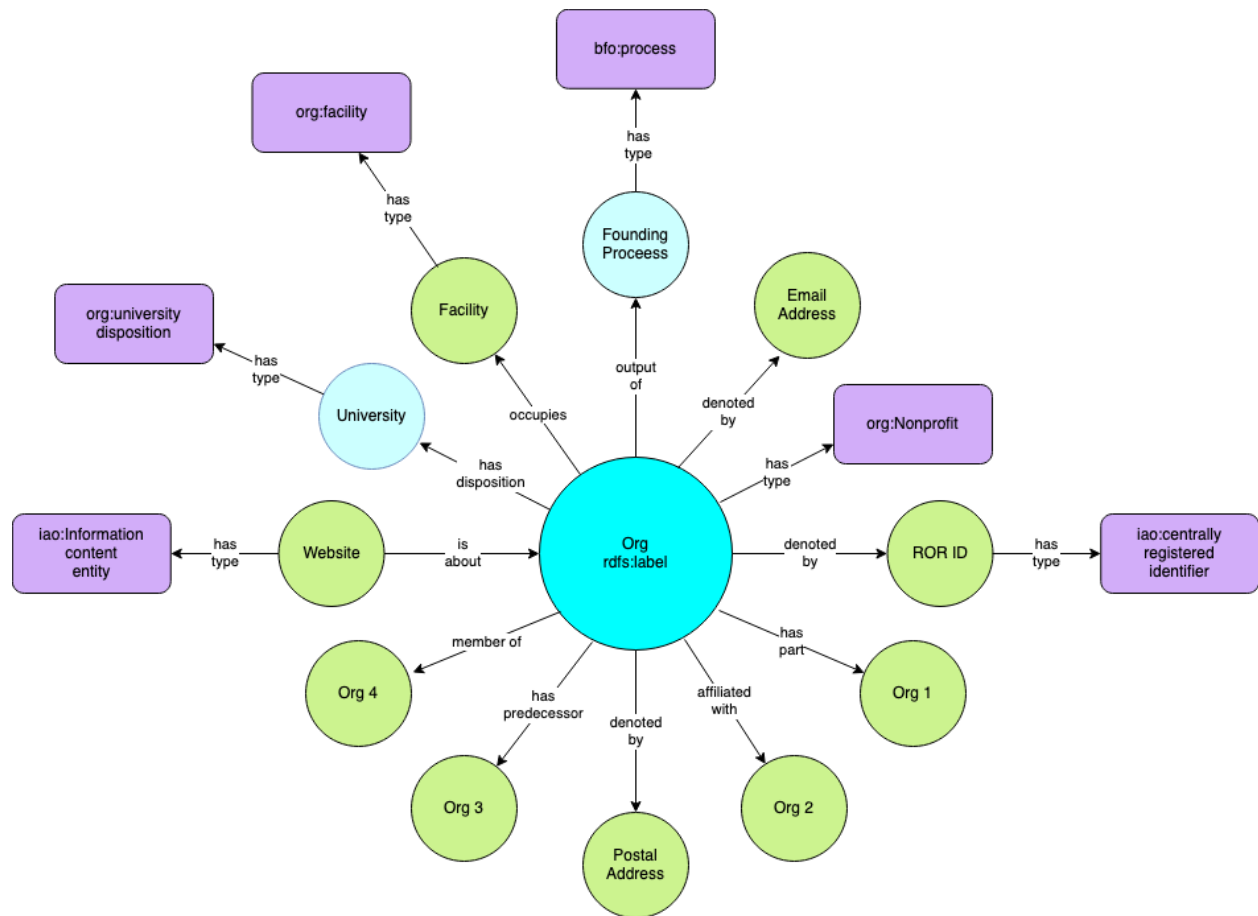 bfo:process
org:facility
has
type
has
type
Founding
Proceess
Email
Address
Facility
org:university
disposition
has
type
output
of
denoted
by
University
occupies
org:Nonprofit
has
disposition
has
type
iao:Information
content
entity
has
type
Website
is
about
Org
rdfs:label
denoted
by
ROR ID
has
type
iao:centrally
registered
identifier
member of
has
part
Org 4
has
predecessor
denoted
by
affiliated
with
Org 1
Org 3
Postal
Address
Org 2